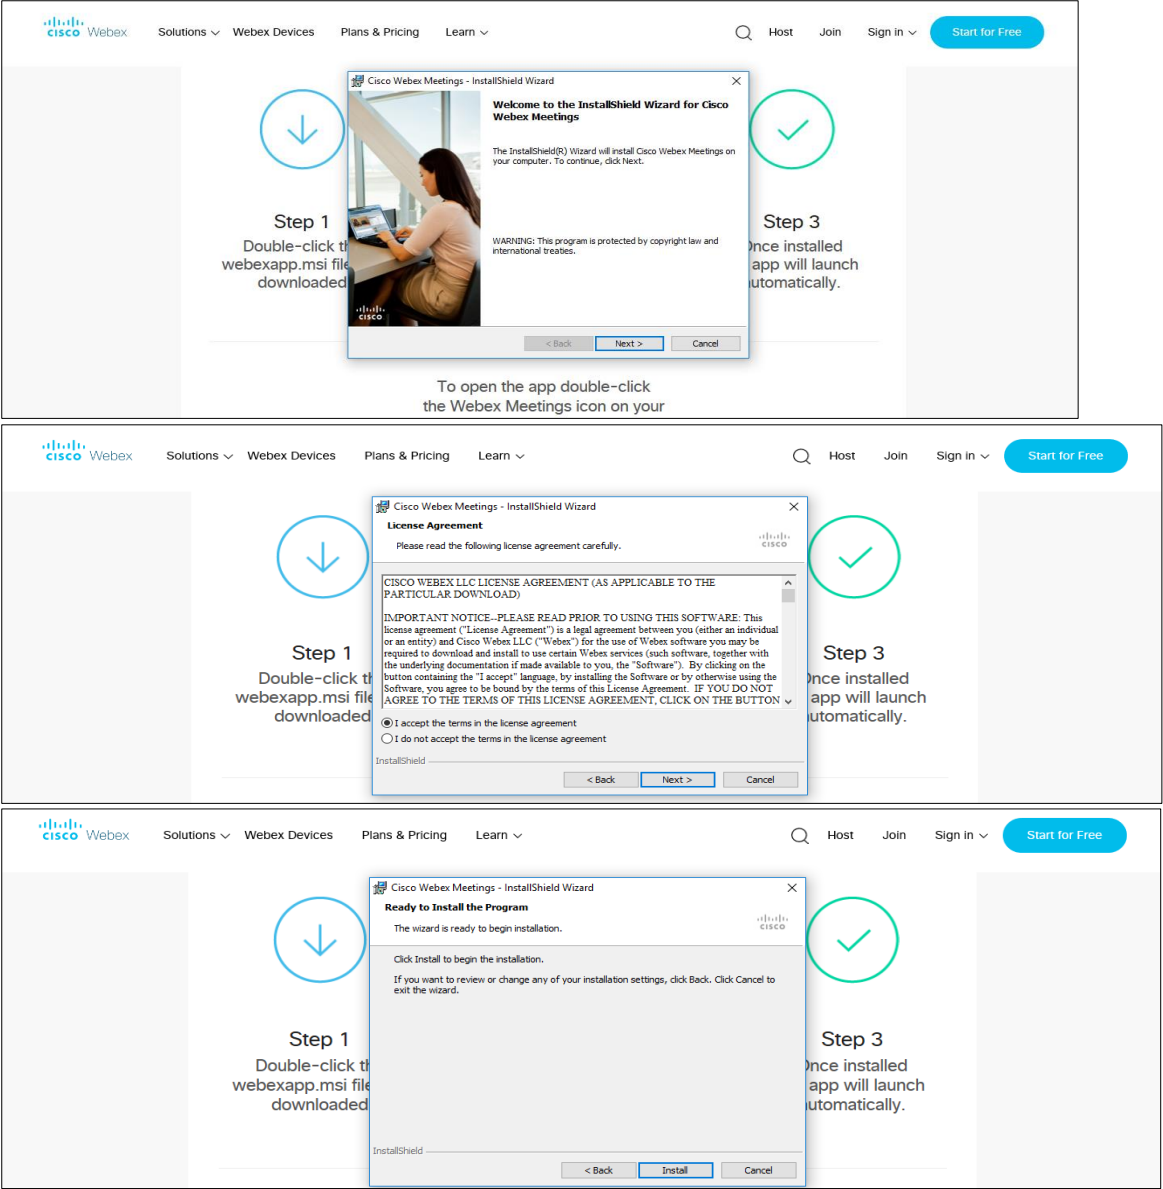 CISCO Webex Solutions Webex Devices Plans & Pricing Learn Host Join Sign in Start for Free
Cisco Webex Meetings - InstallShield Wizard
Welcome to the InstallShield Wizard for Cisco
Webex Meetings
The InstallShield(R) Wizard will install Cisco Webex Meetings on
your computer. To continue, click Next.
WARNING: This program is protected by copyright law and
international treaties.
CISCO
< Back Next > Cancel
Step 1
Double-click th
webexapp.msi file
downloaded
Step 3
Once installed
app will launch
automatically.
To open the app double-click
the Webex Meetings icon on your
CISCO Webex Solutions Webex Devices Plans & Pricing Learn Host Join Sign in Start for Free
Cisco Webex Meetings - InstallShield Wizard
License Agreement
Please read the following license agreement carefully.
CISCO
CISCO WEBEX LLC LICENSE AGREEMENT (AS APPLICABLE TO THE
PARTICULAR DOWNLOAD)
IMPORTANT NOTICE--PLEASE READ PRIOR TO USING THIS SOFTWARE: This
license agreement ("License Agreement") is a legal agreement between you (either an individual
or an entity) and Cisco Webex LLC ("Webex") for the use of Webex software you may be
required to download and install to use certain Webex services (such software, together with
the underlying documentation if made available to you, the "Software"). By clicking on the
button containing the "I accept" language, by installing the Software or by otherwise using the
Software, you agree to be bound by the terms of this License Agreement. IF YOU DO NOT
AGREE TO THE TERMS OF THIS LICENSE AGREEMENT, CLICK ON THE BUTTON
I accept the terms in the license agreement
I do not accept the terms in the license agreement
InstallShield
< Back Next > Cancel
Step 1
Double-click th
webexapp.msi file
downloaded
Step 3
Once installed
app will launch
automatically.
CISCO Webex Solutions Webex Devices Plans & Pricing Learn Host Join Sign in Start for Free
Cisco Webex Meetings - InstallShield Wizard
Ready to Install the Program
The wizard is ready to begin installation.
CISCO
Click Install to begin the installation.
If you want to review or change any of your installation settings, click Back. Click Cancel to
exit the wizard.
InstallShield
< Back Install Cancel
Step 1
Double-click th
webexapp.msi file
downloaded
Step 3
Once installed
app will launch
automatically.